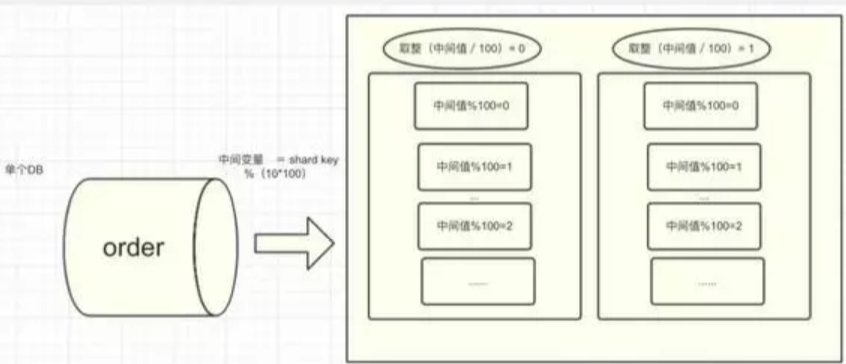 单个DB
order
中间变量 = shard key
%（10*100）
取整（中间值 / 100）= 0
中间值%100=0
中间值%100=1
...
中间值%100=2
......
取整（中间值 / 100）= 1
中间值%100=0
中间值%100=1
...
中间值%100=2
......